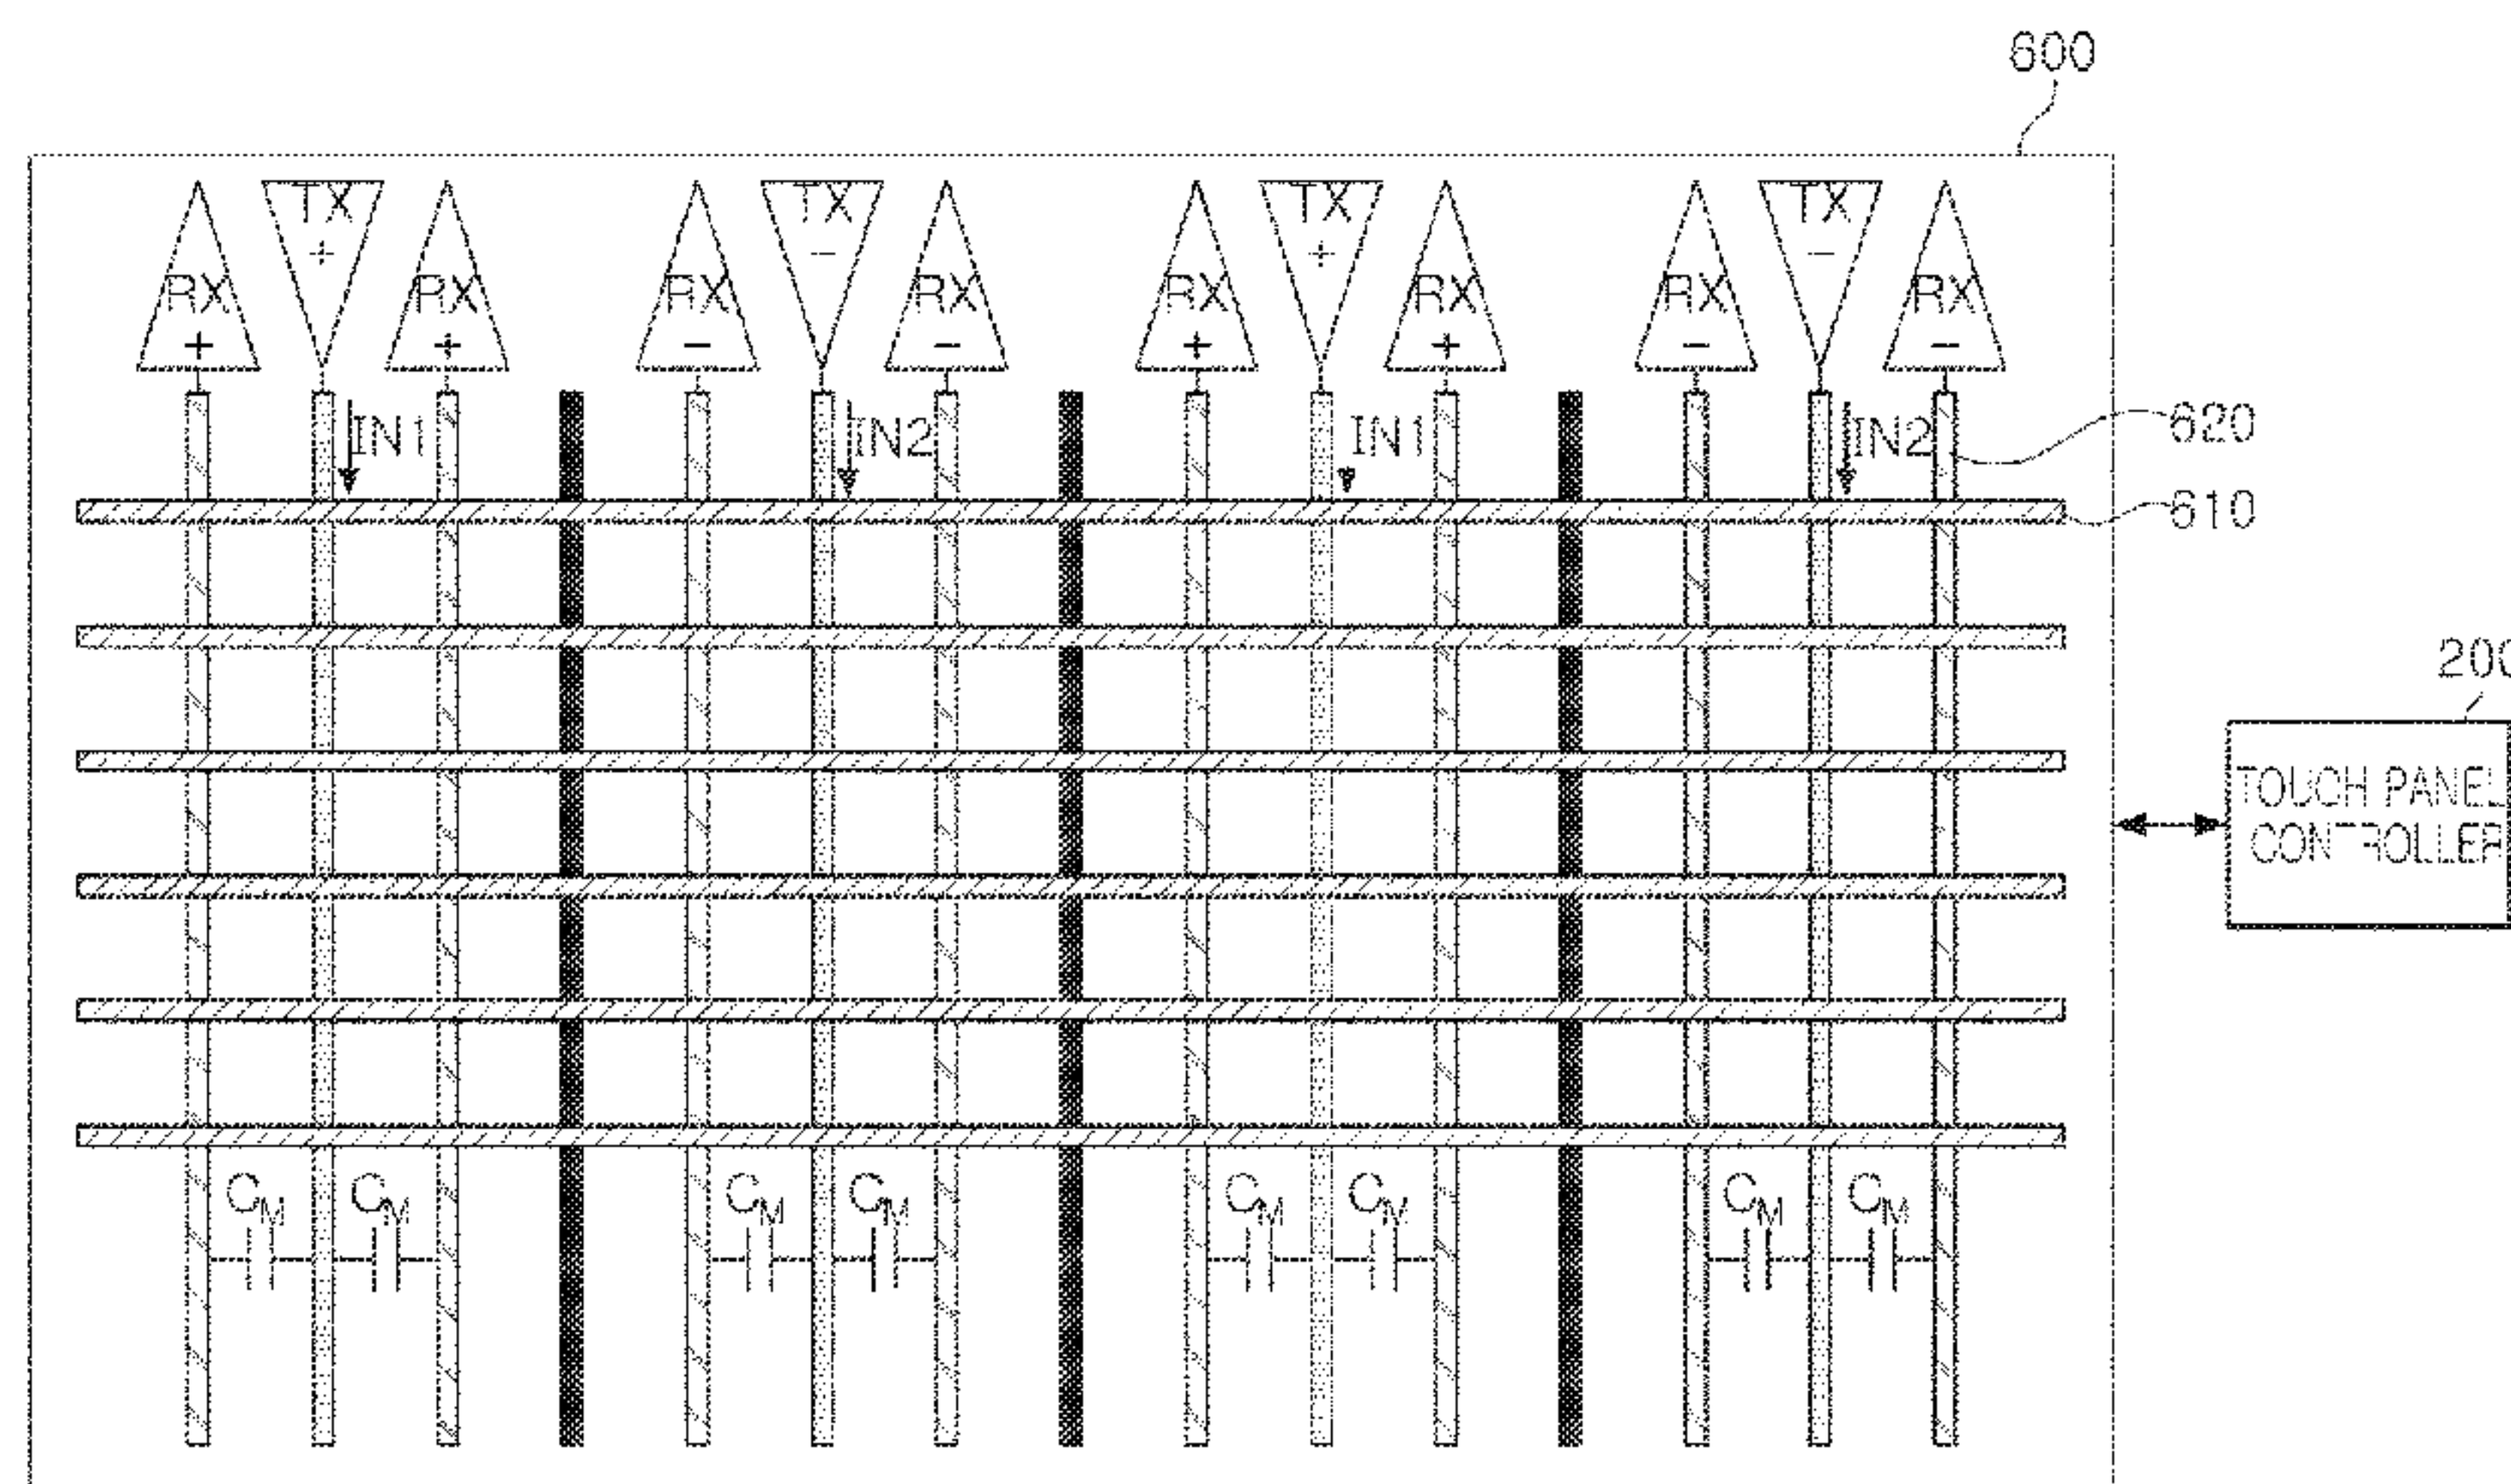 600
TX TX TX TX
+ − + −
RX RX RX RX RX RX RX RX
+ + − − + + − −
IN1 IN2 IN1 IN2 620
610
200
TOUCH PANEL
CONTROLLER
CM CM CM CM CM CM CM CM